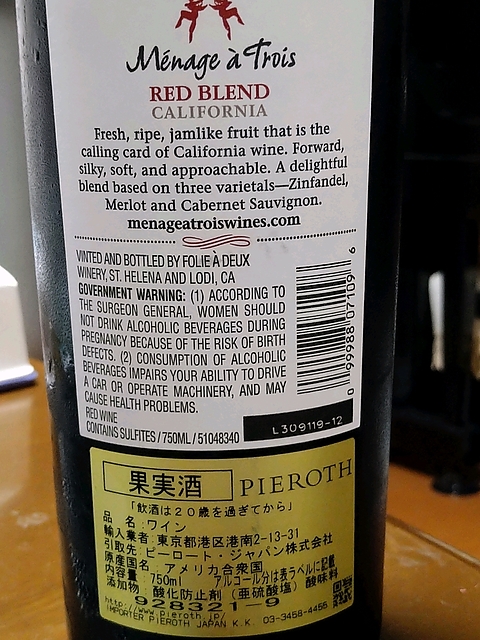 Ménage à Trois
RED BLEND
CALIFORNIA
Fresh, ripe, jamlike fruit that is the
calling card of California wine. Forward,
silky, soft, and approachable. A delightful
blend based on three varietals—Zinfandel,
Merlot and Cabernet Sauvignon.
menageatroiswines.com
VINTED AND BOTTLED BY FOLIE À DEUX
WINERY, ST. HELENA AND LODI, CA
GOVERNMENT WARNING: (1) ACCORDING TO
THE SURGEON GENERAL, WOMEN SHOULD
NOT DRINK ALCOHOLIC BEVERAGES DURING
PREGNANCY BECAUSE OF THE RISK OF BIRTH
DEFECTS. (2) CONSUMPTION OF ALCOHOLIC
BEVERAGES IMPAIRS YOUR ABILITY TO DRIVE
A CAR OR OPERATE MACHINERY, AND MAY
CAUSE HEALTH PROBLEMS.
RED WINE
CONTAINS SULFITES / 750ML / 51048340
0 99988 07109 6
L309119-12
果実酒 PIEROTH
「飲酒は20歳を過ぎてから」
品 名:ワイン
輸入業者:東京都港区港南2-13-31
引取先:ピーロート・ジャパン株式会社
原産国名:アメリカ合衆国
内容量 750ml アルコール分は表ラベルに記載
添加物 酸化防止剤(亜硫酸塩) 酸味料
928321-9
http://www.pieroth.jp/
IMPORTER PIEROTH JAPAN K.K. 03-3458-4455